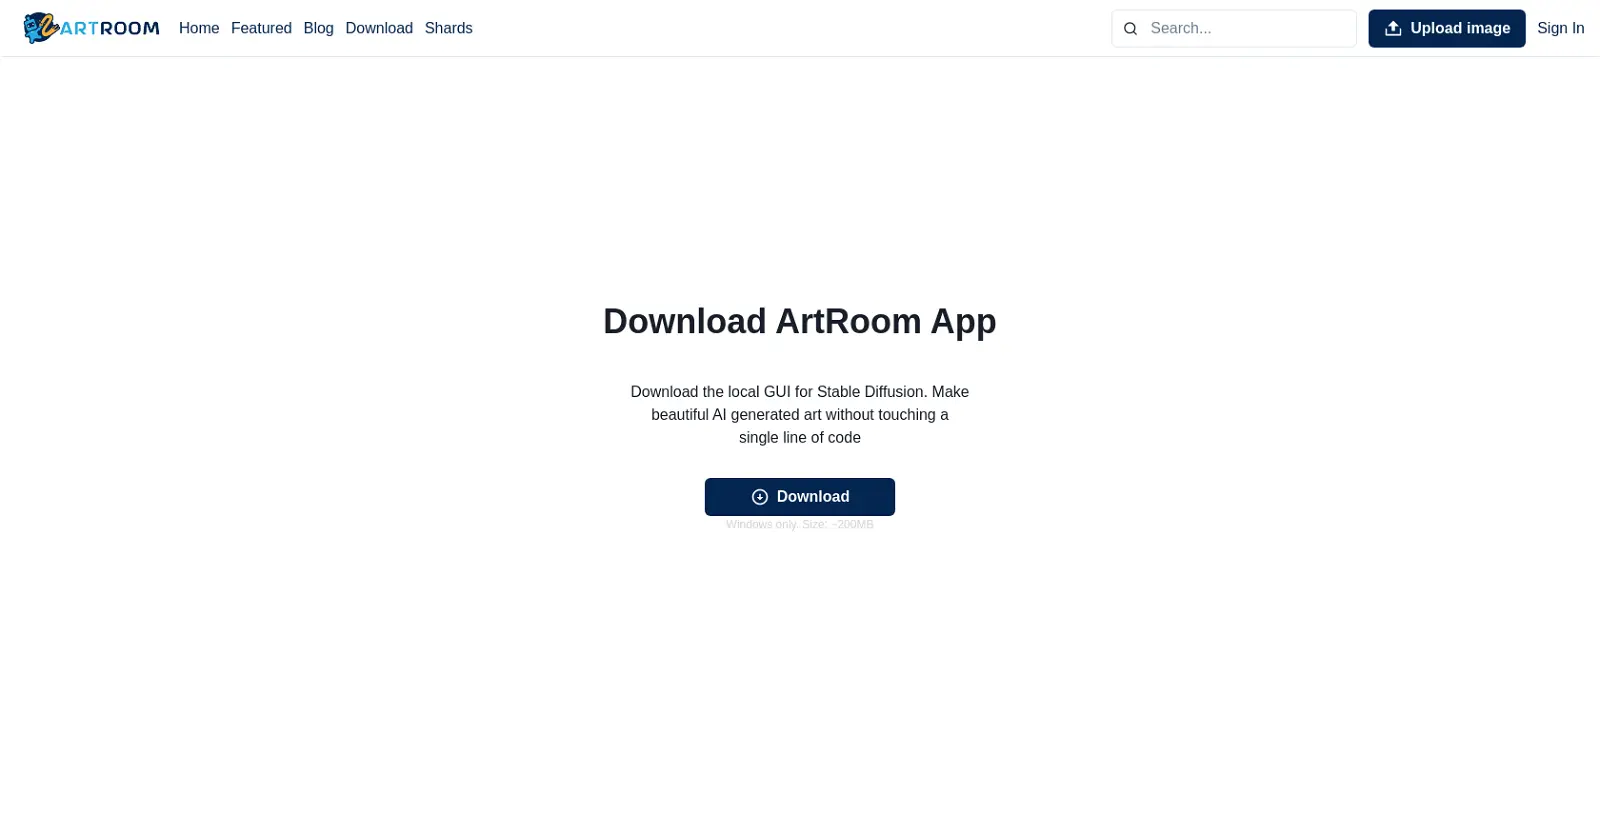 ARTROOM
Home Featured Blog Download Shards
Search...
Upload image
Sign In
Download ArtRoom App
Download the local GUI for Stable Diffusion. Make
beautiful AI generated art without touching a
single line of code
Download
Windows only. Size: ~200MB